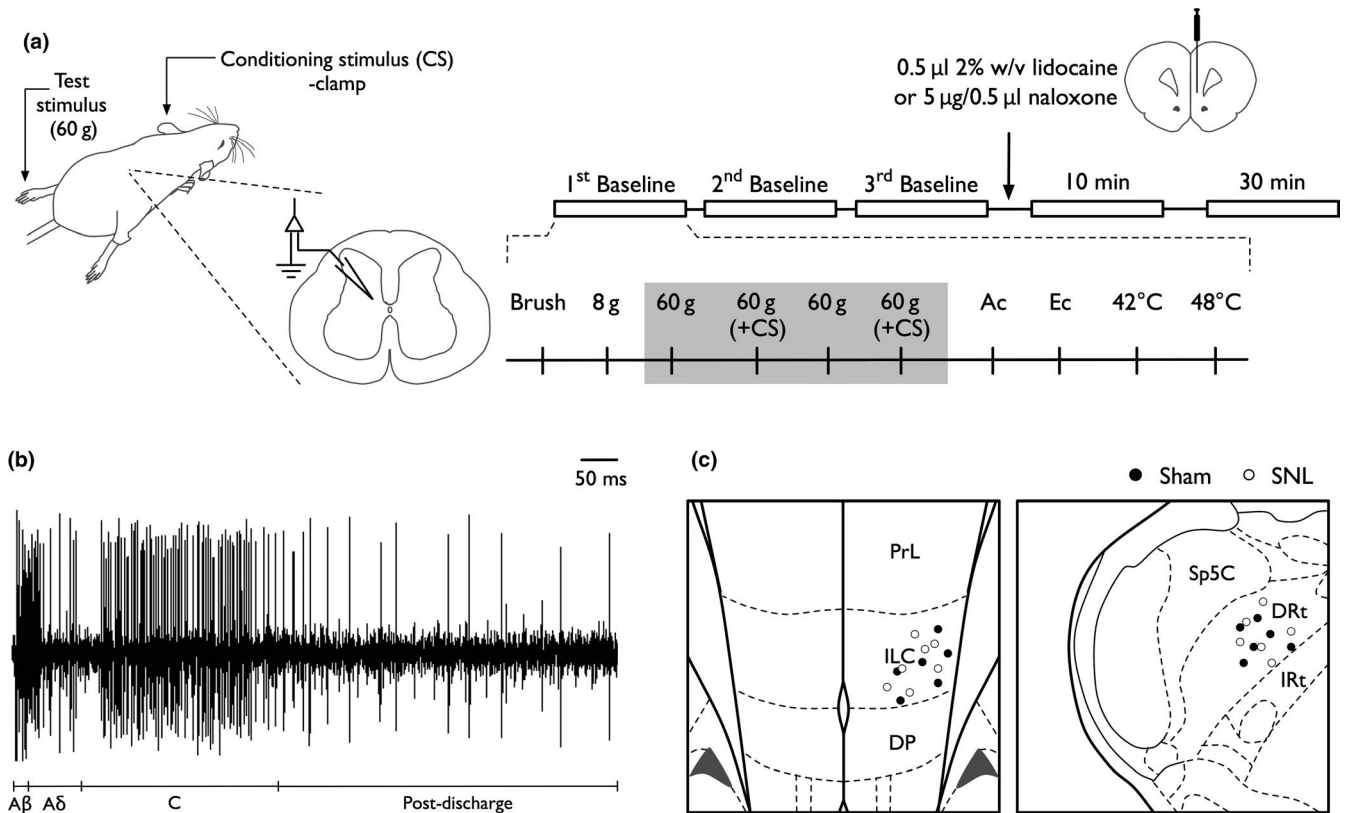 (a)
Test
stimulus
(60 g)
Conditioning stimulus (CS)
-clamp
0.5 µl 2% w/v lidocaine
or 5 µg/0.5 µl naloxone
1st Baseline
2nd Baseline
3rd Baseline
10 min
30 min
Brush
8 g
60 g
60 g
(+CS)
60 g
60 g
(+CS)
Ac
Ec
42°C
48°C
(b)
50 ms
Aβ
Aδ
C
Post-discharge
(c)
Sham
SNL
PrL
ILC
DP
Sp5C
DRt
IRt